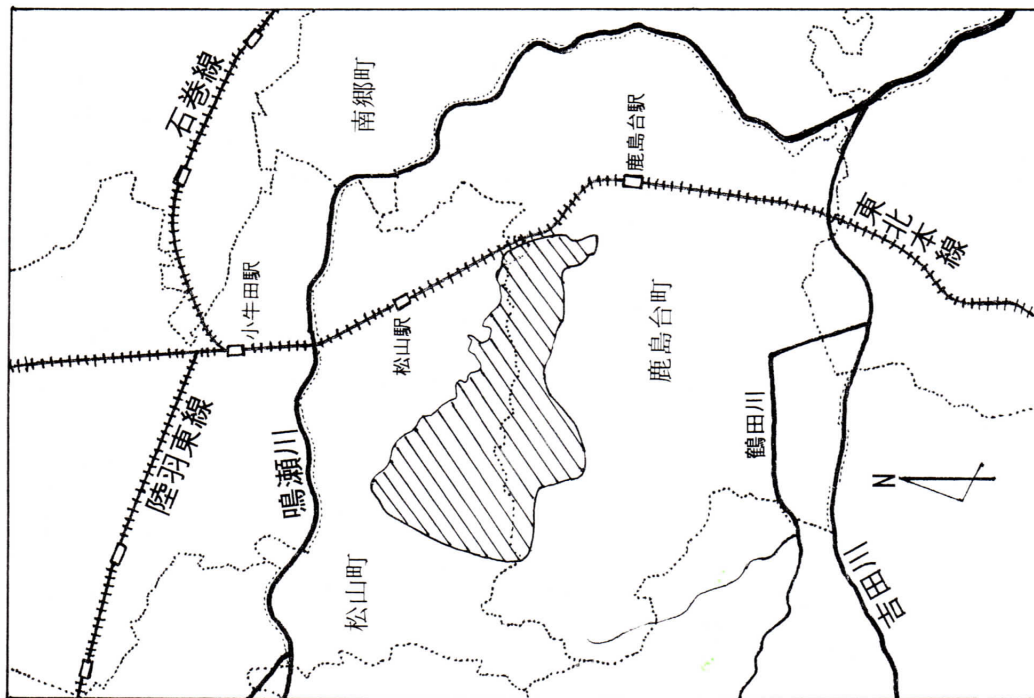 石巻線
南郷町
小牛田駅
陸羽東線
鳴瀬川
松山駅
鹿島台駅
松山町
鹿島台町
東北本線
鶴田川
吉田川
N